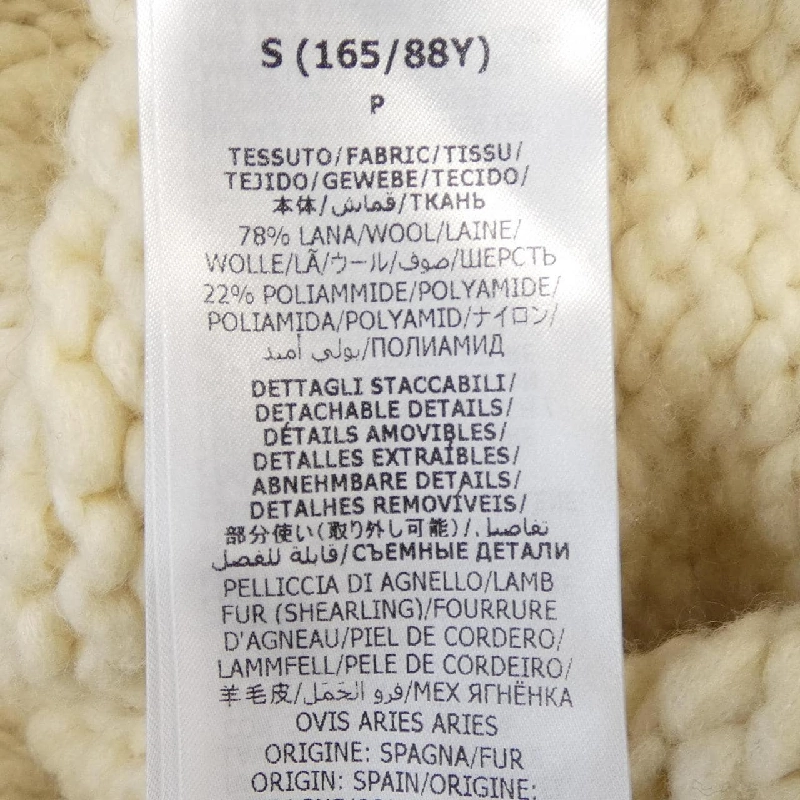 S (165/88Y)
P
TESSUTO/FABRIC/TISSU/
TEJIDO/GEWEBE/TECIDO/
本体/قماش/ТКАНЬ
78% LANA/WOOL/LAINE/
WOLLE/LÃ/ウール/صوف/ШЕРСТЬ
22% POLIAMMIDE/POLYAMIDE/
POLIAMIDA/POLYAMID/ナイロン/
بولي أميد/ПОЛИАМИД
DETTAGLI STACCABILI/
DETACHABLE DETAILS/
DÉTAILS AMOVIBLES/
DETALLES EXTRAÍBLES/
ABNEHMBARE DETAILS/
DETALHES REMOVÍVEIS/
部分使い(取り外し可能)/تفاصيل
قابلة للفصل/СЪЕМНЫЕ ДЕТАЛИ
PELLICCIA DI AGNELLO/LAMB
FUR (SHEARLING)/FOURRURE
D'AGNEAU/PIEL DE CORDERO/
LAMMFELL/PELE DE CORDEIRO/
羊毛皮/فرو الحَمَل/МЕХ ЯГНЁНКА
OVIS ARIES ARIES
ORIGINE: SPAGNA/FUR
ORIGIN: SPAIN/ORIGINE: